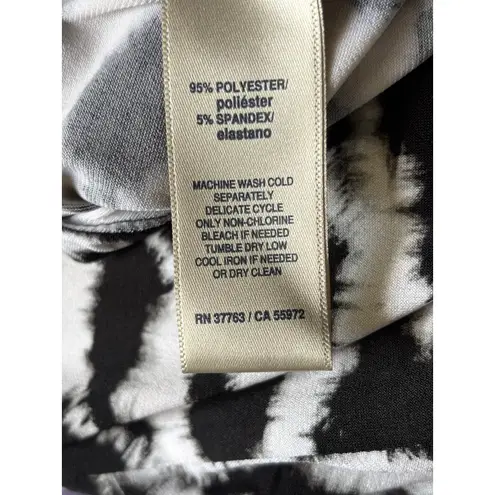 95% POLYESTER/
poliéster
5% SPANDEX/
elastano
MACHINE WASH COLD
SEPARATELY
DELICATE CYCLE
ONLY NON-CHLORINE
BLEACH IF NEEDED
TUMBLE DRY LOW
COOL IRON IF NEEDED
OR DRY CLEAN
RN 37763 / CA 55972